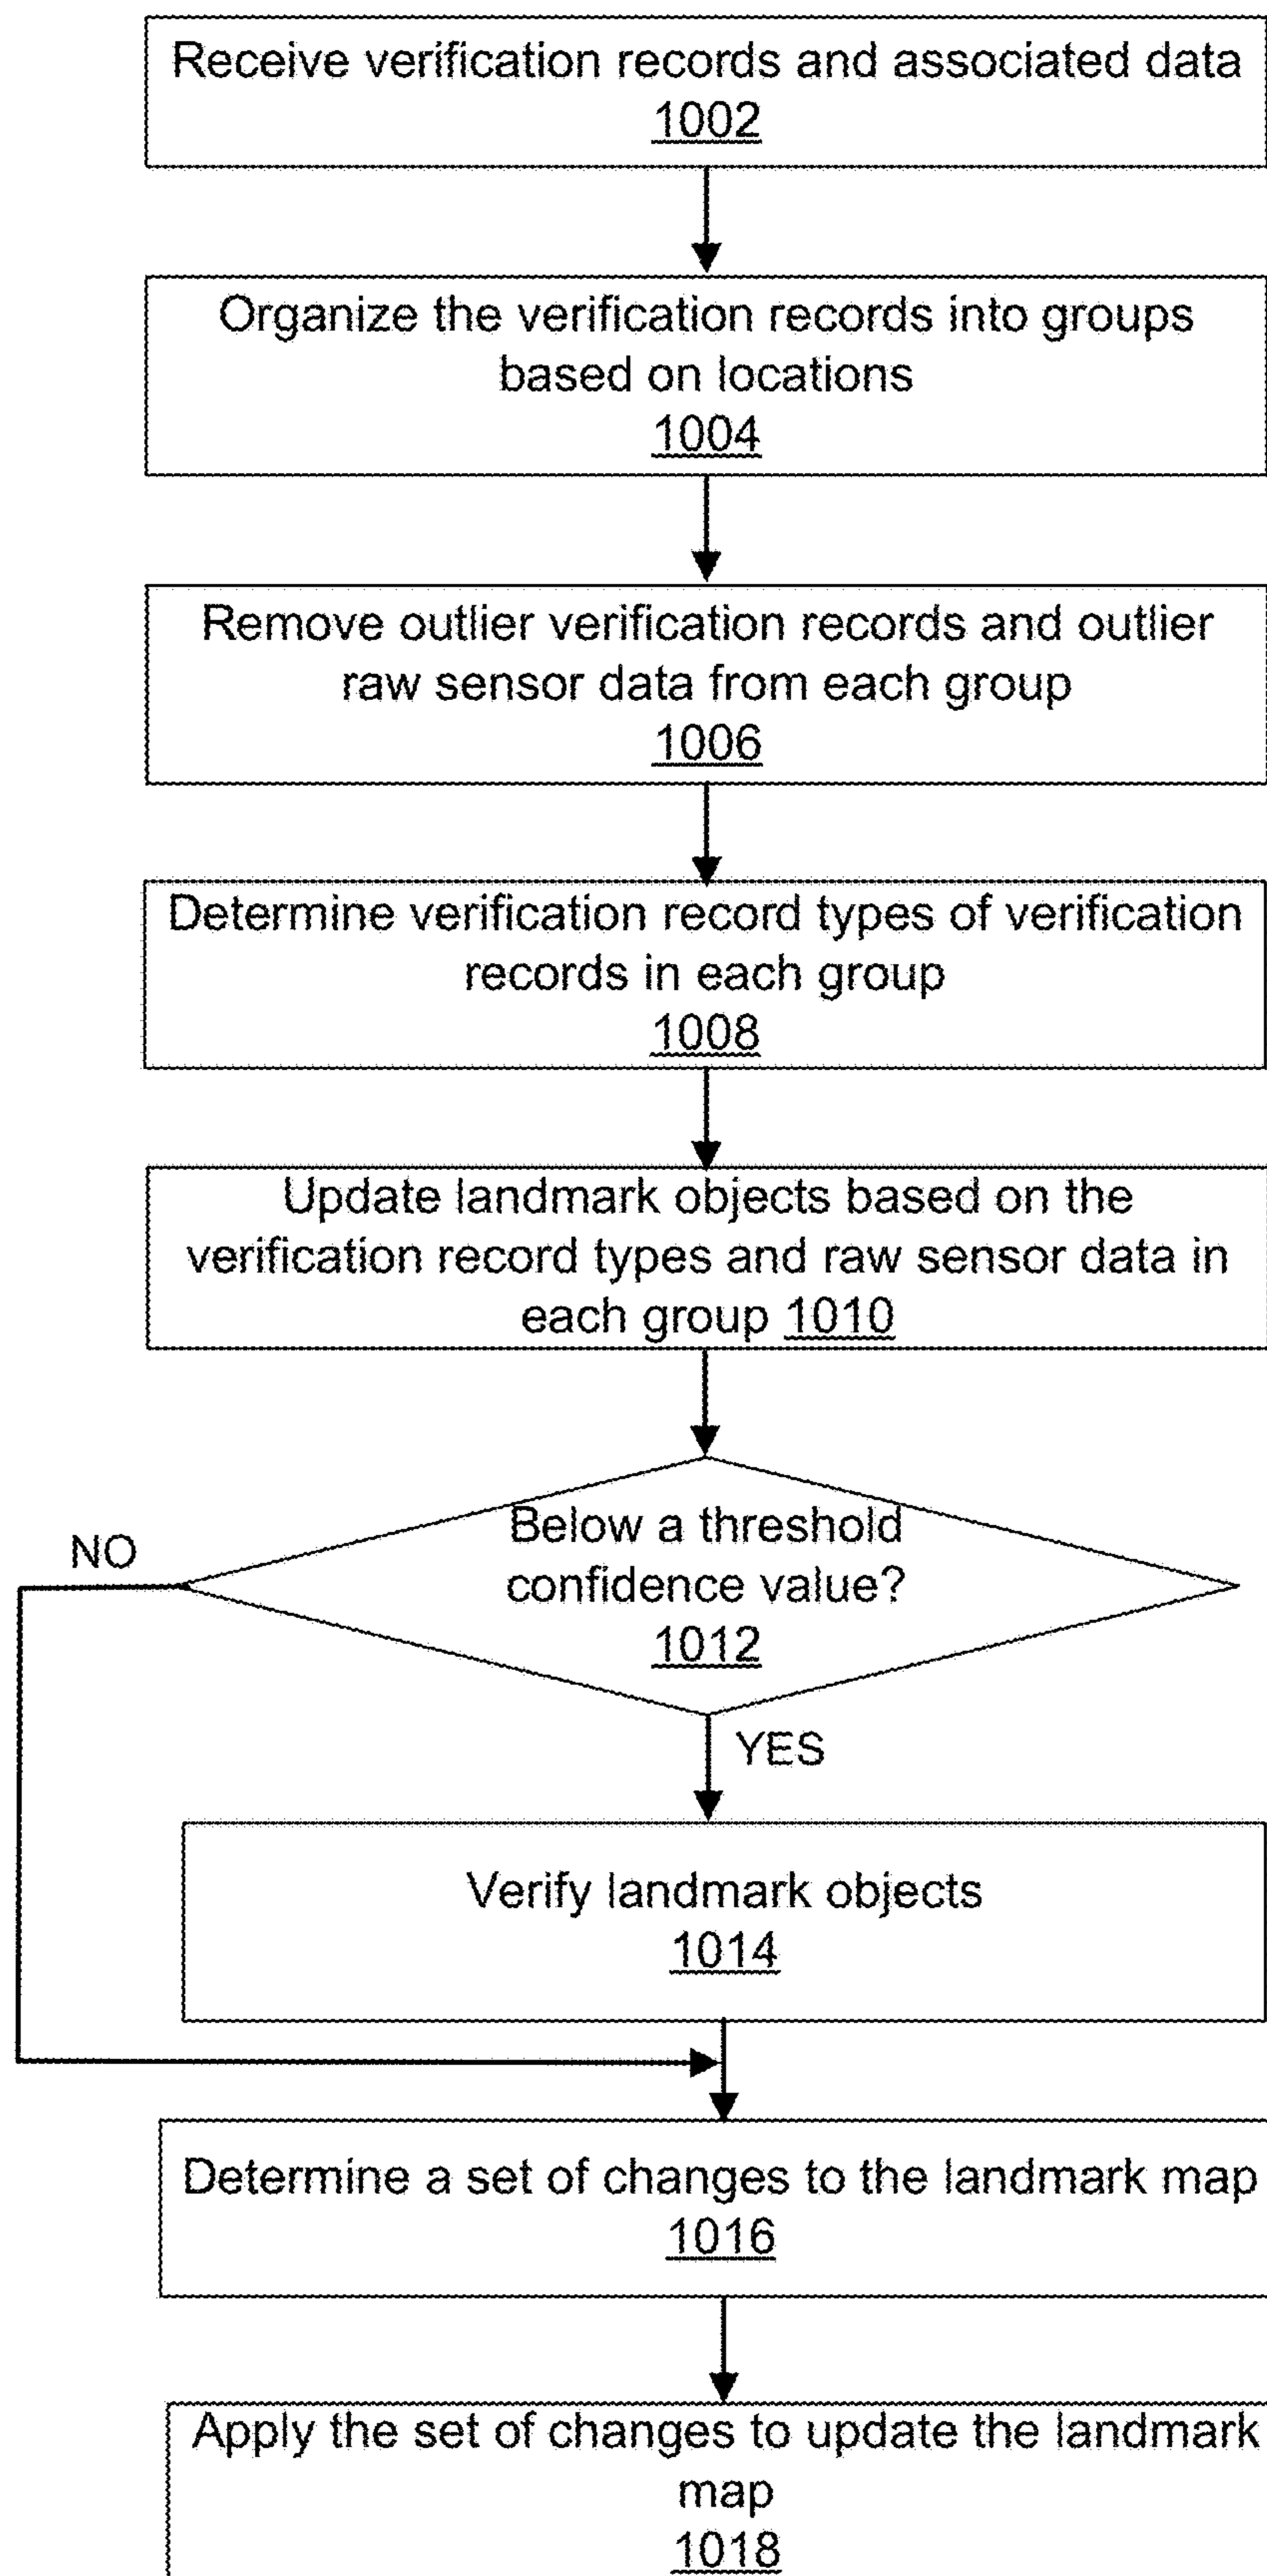 Receive verification records and associated data
1002
Organize the verification records into groups
based on locations
1004
Remove outlier verification records and outlier
raw sensor data from each group
1006
Determine verification record types of verification
records in each group
1008
Update landmark objects based on the
verification record types and raw sensor data in
each group 1010
Below a threshold
NO
confidence value?
1012
YES
Verify landmark objects
1014
Determine a set of changes to the landmark map
1016
Apply the set of changes to update the landmark
map
1018